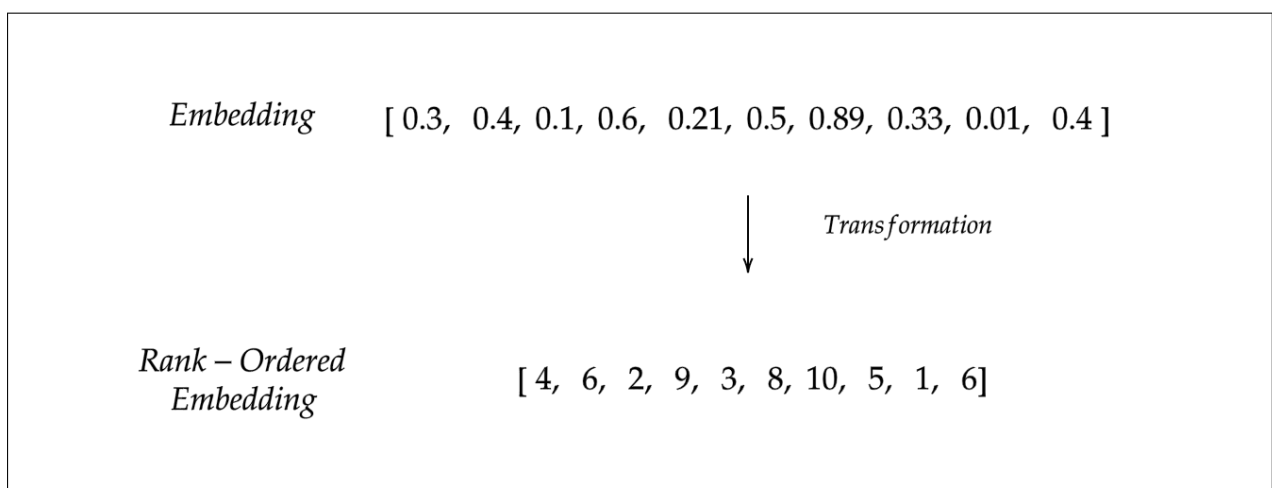 Embedding [ 0.3, 0.4, 0.1, 0.6, 0.21, 0.5, 0.89, 0.33, 0.01, 0.4 ]
Transformation
Rank – Ordered
Embedding
[ 4, 6, 2, 9, 3, 8, 10, 5, 1, 6]